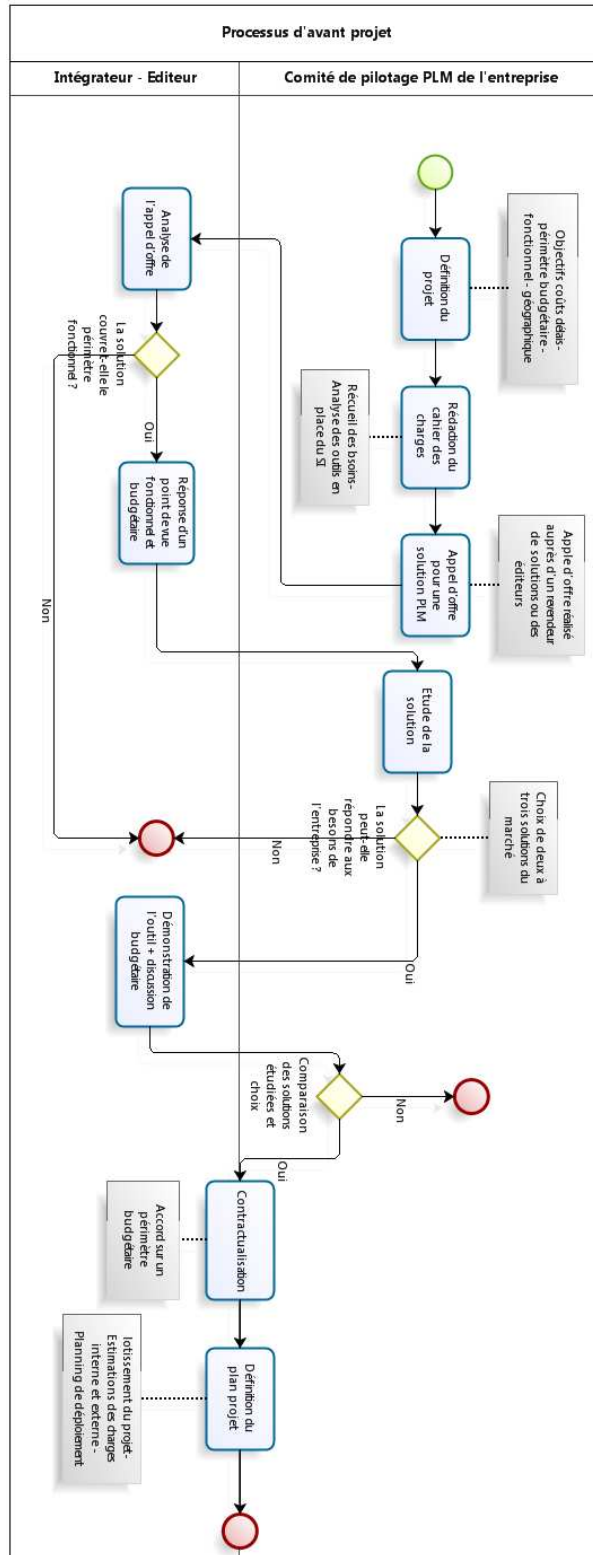 Processus d'avant projet
Intégrateur - Editeur
Comité de pilotage PLM de l'entreprise
Objectifs coûts délais-
périmètre budgétaire -
fonctionnel - géographique
Définition du
projet
Rédaction du
cahier des
charges
Récueil des bsoins-
Analyse des outils en
place du SI
Apple d'offre réalisé
auprès d'un revendeur
de solutions ou des
éditeurs
Appel d'offre
pour une
solution PLM
Analyse de
l'appel d'offre
La solution
couvre t-elle le
périmètre
fonctionnel ?
Oui
Non
Réponse d'un
point de vue
fonctionnel et
budgétaire
Etude de la
solution
Choix de deux à
trois solutions du
marché
La solution
peut-elle
répondre aux
besoins de
l'entreprise ?
Non
Oui
Démonstration de
l'outil + discussion
budgétaire
Comparaison
des solutions
étudiées et
choix
Non
Oui
Contractualisation
Accord sur un
périmètre
budgétaire
Définition du
plan projet
lotissement du projet-
Estimations des charges
interne et externe -
Planning de déploiement